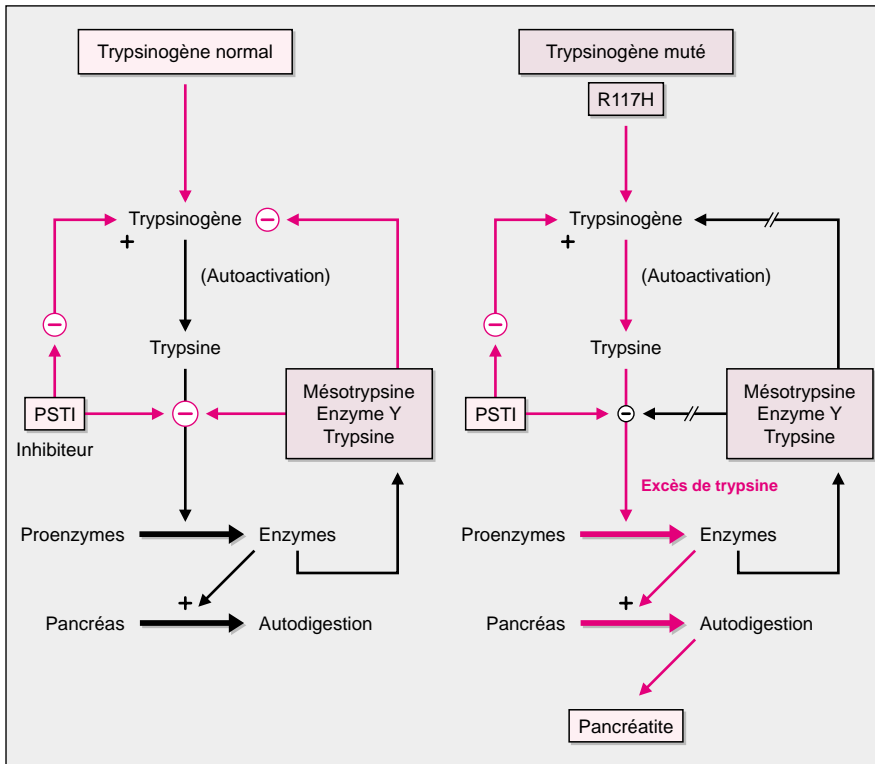 Trypsinogène normal
Trypsinogène
+
(Autoactivation)
Trypsine
PSTI
Inhibiteur
Mésotrypsine
Enzyme Y
Trypsine
Proenzymes
Enzymes
+
Pancréas
Autodigestion
Trypsinogène muté
R117H
Trypsinogène
+
(Autoactivation)
Trypsine
PSTI
Mésotrypsine
Enzyme Y
Trypsine
Excès de trypsine
Proenzymes
Enzymes
+
Pancréas
Autodigestion
Pancréatite